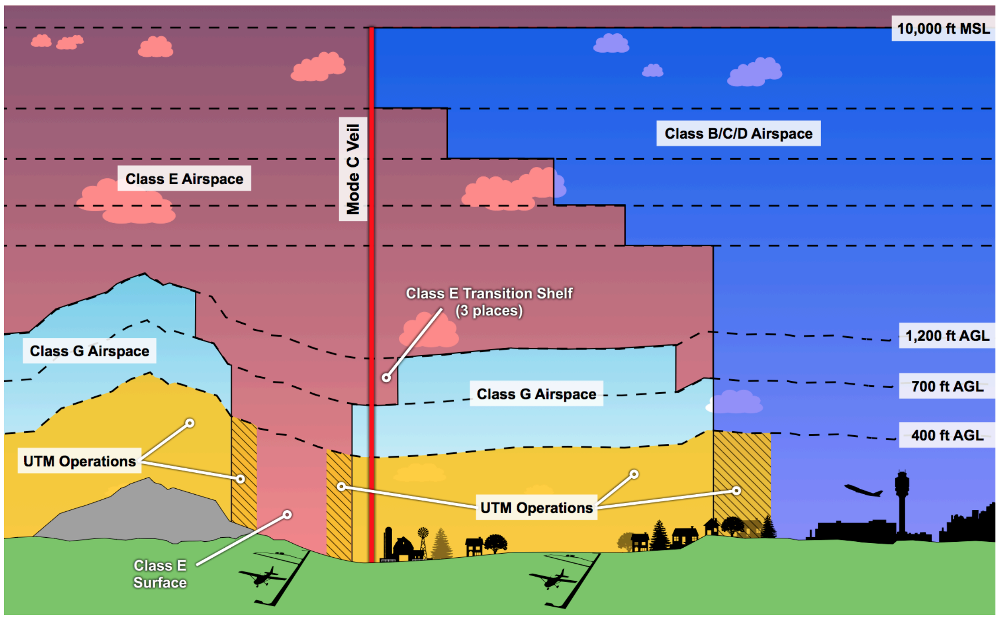 10,000 ft MSL
Class B/C/D Airspace
Mode C Veil
Class E Airspace
Class E Transition Shelf
(3 places)
1,200 ft AGL
Class G Airspace
700 ft AGL
Class G Airspace
400 ft AGL
UTM Operations
UTM Operations
Class E
Surface